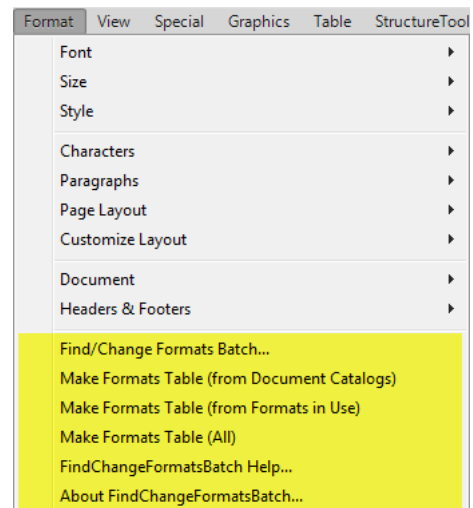 Format View Special Graphics Table StructureTool
Font
Size
Style
Characters
Paragraphs
Page Layout
Customize Layout
Document
Headers & Footers
Find/Change Formats Batch...
Make Formats Table (from Document Catalogs)
Make Formats Table (from Formats in Use)
Make Formats Table (All)
FindChangeFormatsBatch Help...
About FindChangeFormatsBatch...